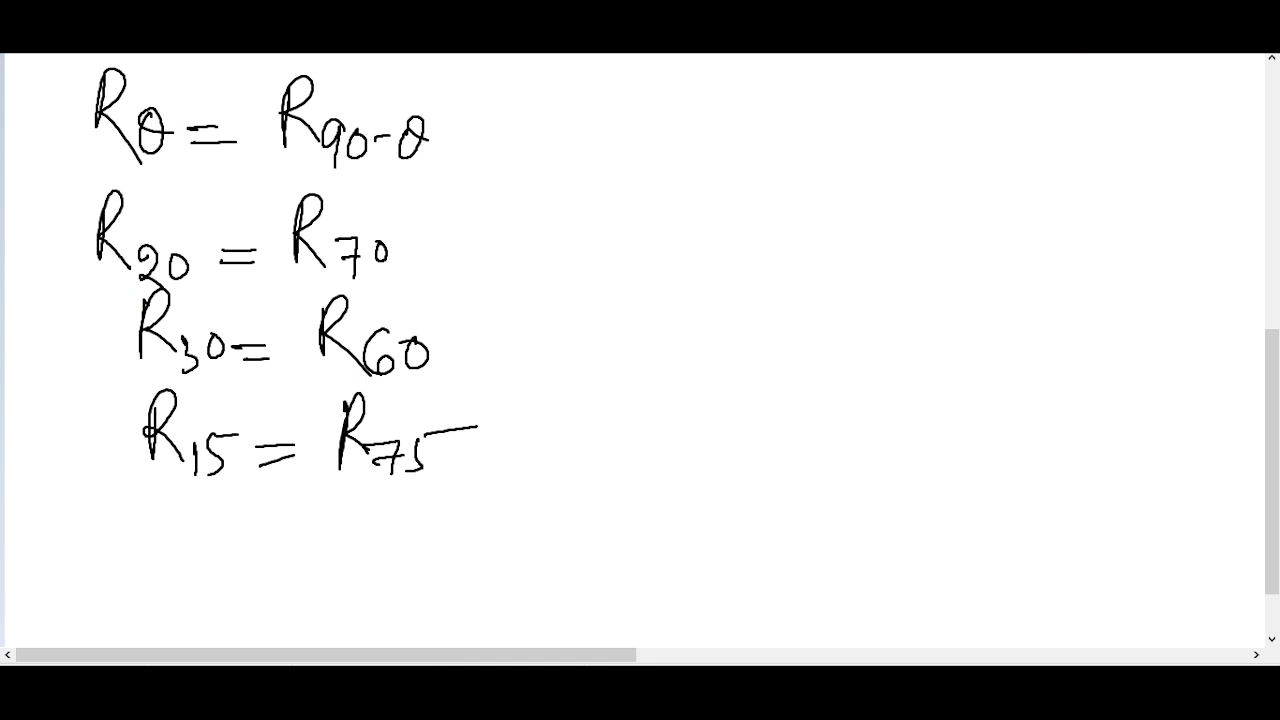 Rθ = R90-θ
R20 = R70
R30 = R60
R15 = R75